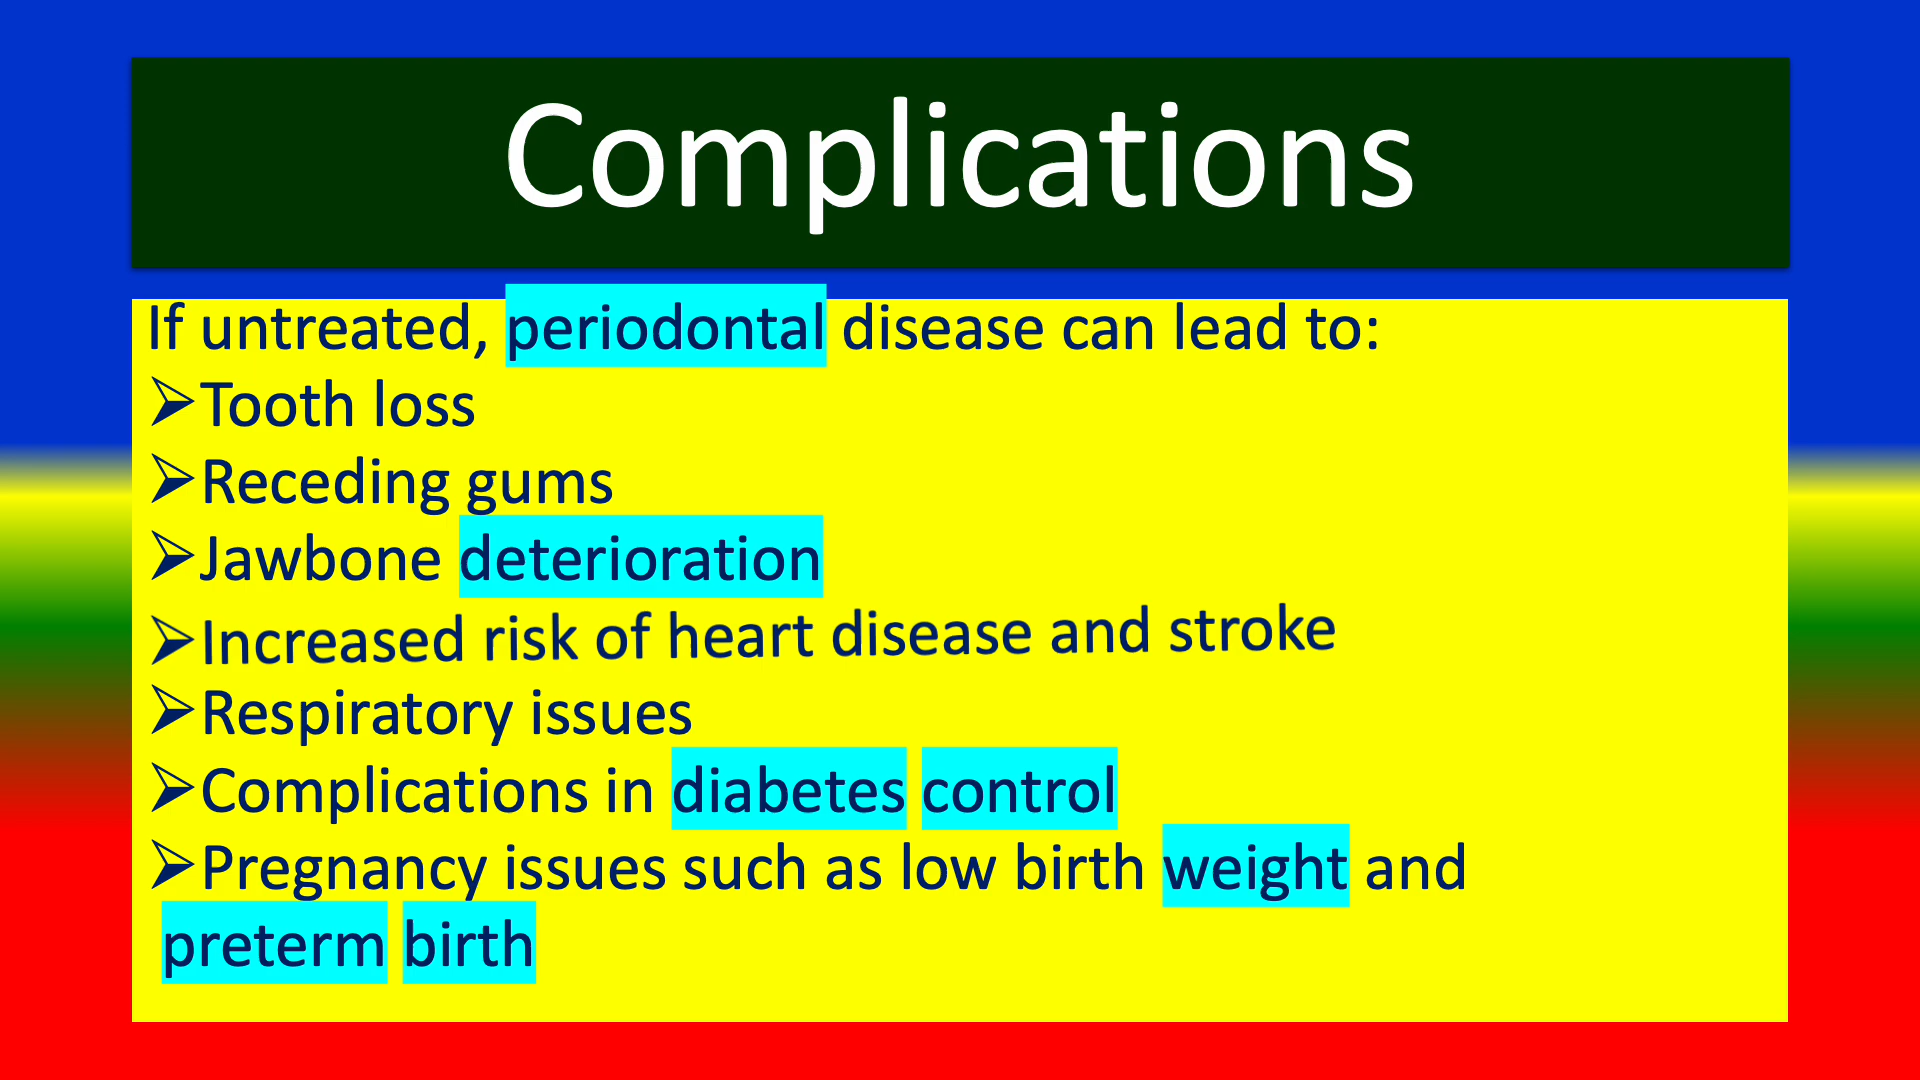 Complications
If untreated, periodontal disease can lead to:
➢Tooth loss
➢Receding gums
➢Jawbone deterioration
➢Increased risk of heart disease and stroke
➢Respiratory issues
➢Complications in diabetes control
➢Pregnancy issues such as low birth weight and
preterm birth